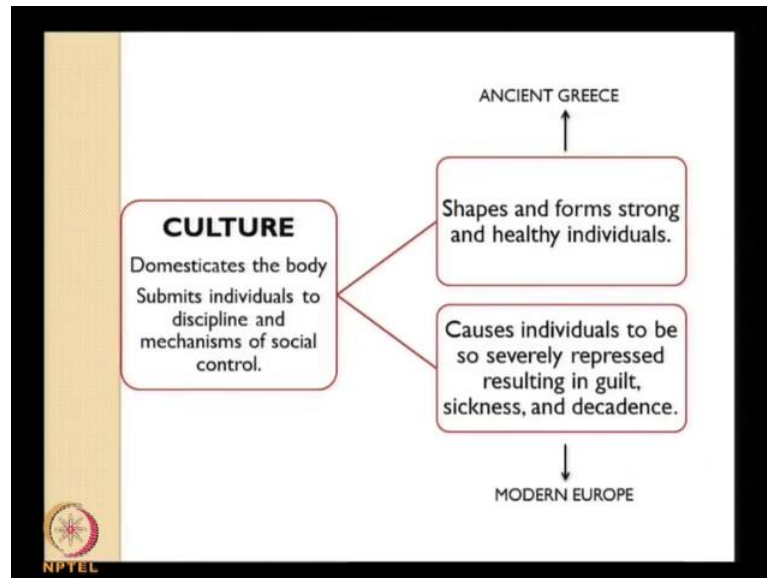 ANCIENT GREECE
CULTURE
Domesticates the body
Submits individuals to
discipline and
mechanisms of social
control.
Shapes and forms strong
and healthy individuals.
Causes individuals to be
so severely repressed
resulting in guilt,
sickness, and decadence.
MODERN EUROPE
NPTEL